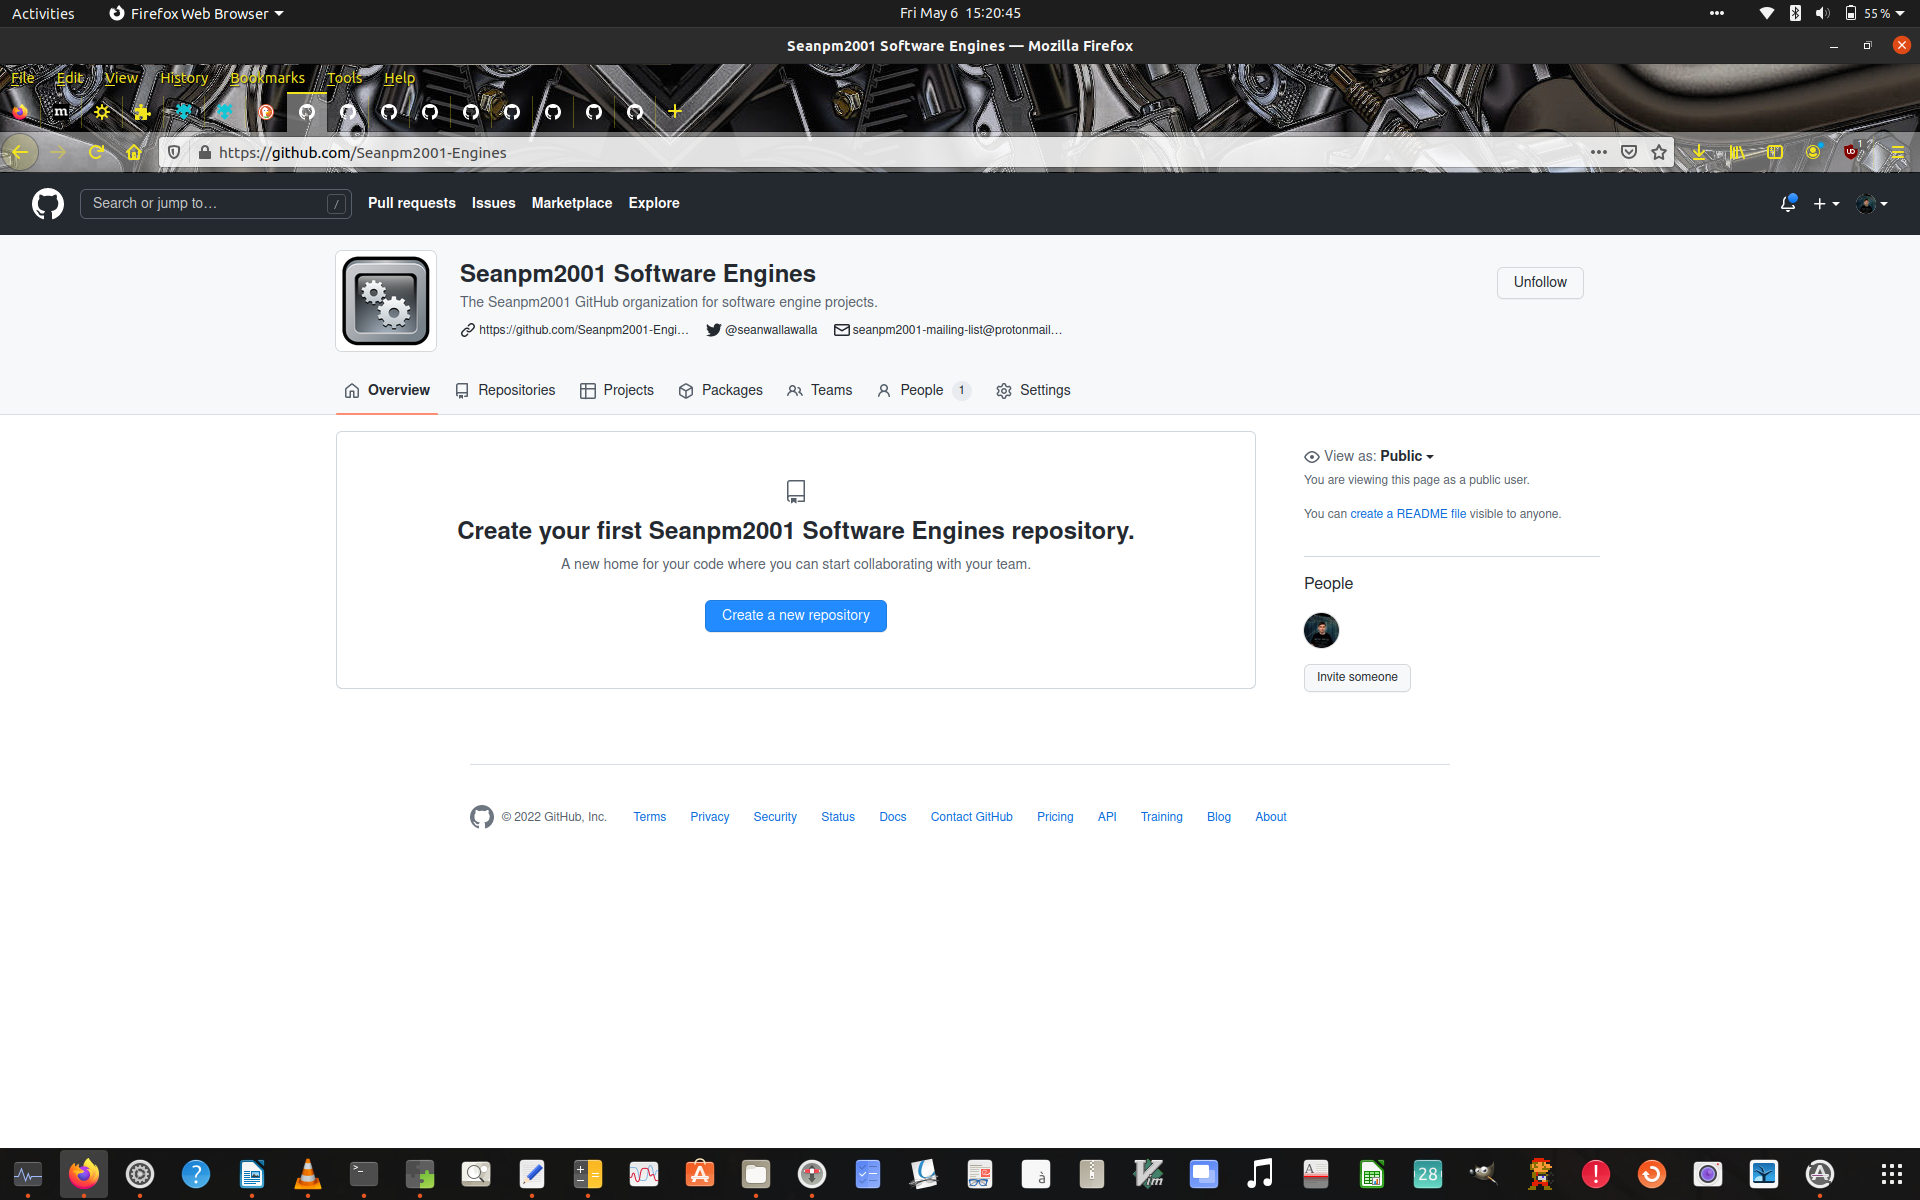 Activities
Firefox Web Browser
Fri May 6 15:20:45
55 %
Seanpm2001 Software Engines — Mozilla Firefox
File Edit View History Bookmarks Tools Help
m
https://github.com/Seanpm2001-Engines
1
Search or jump to…
/
Pull requests Issues Marketplace Explore
Seanpm2001 Software Engines
Unfollow
The Seanpm2001 GitHub organization for software engine projects.
https://github.com/Seanpm2001-Engi… @seanwallawalla seanpm2001-mailing-list@protonmail…
Overview Repositories Projects Packages Teams People 1 Settings
View as: Public
You are viewing this page as a public user.
You can create a README file visible to anyone.
Create your first Seanpm2001 Software Engines repository.
A new home for your code where you can start collaborating with your team.
Create a new repository
People
Invite someone
© 2022 GitHub, Inc. Terms Privacy Security Status Docs Contact GitHub Pricing API Training Blog About
28